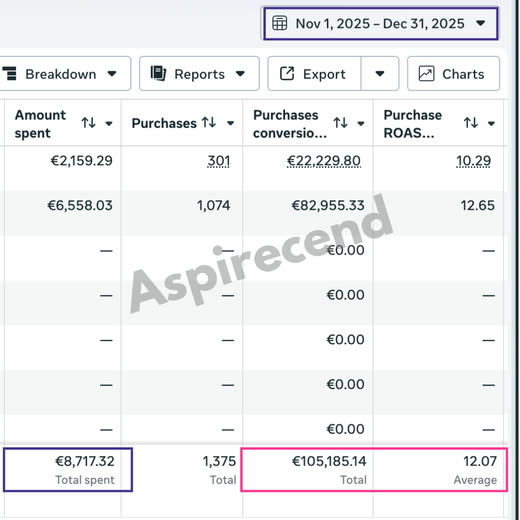 Nov 1, 2025 – Dec 31, 2025
Breakdown Reports Export Charts
Amount spent Purchases Purchases conversio... Purchase ROAS...
€2,159.29 301 €22,229.80 10.29
€6,558.03 1,074 €82,955.33 12.65
— — €0.00 —
— — €0.00 —
— — €0.00 —
— — €0.00 —
— — €0.00 —
€8,717.32 1,375 €105,185.14 12.07
Total spent Total Total Average
Aspirecend